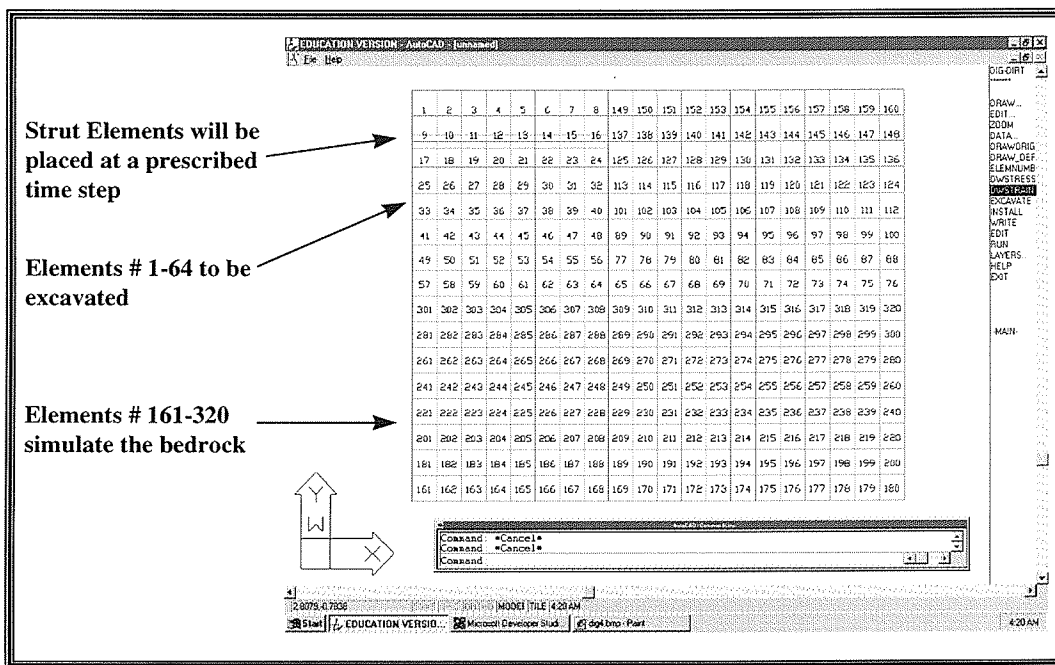 EDUCATION VERSION - AutoCAD - [unnamed]
File Help
DIG-DIRT
DRAW...
EDIT...
ZOOM
DATA...
DRAWORIG
DRAW_DEF
ELEMNUMB
DWSTRESS
DWSTRAIN
EXCAVATE
INSTALL
WRITE
EDIT
RUN
LAYERS..
HELP
EXIT
-MAIN-
Strut Elements will be
placed at a prescribed
time step
Elements # 1-64 to be
excavated
Elements # 161-320
simulate the bedrock
1 2 3 4 5 6 7 8 149 150 151 152 153 154 155 156 157 158 159 160
9 10 11 12 13 14 15 16 137 138 139 140 141 142 143 144 145 146 147 148
17 18 19 20 21 22 23 24 125 126 127 128 129 130 131 132 133 134 135 136
25 26 27 28 29 30 31 32 113 114 115 116 117 118 119 120 121 122 123 124
33 34 35 36 37 38 39 40 101 102 103 104 105 106 107 108 109 110 111 112
41 42 43 44 45 46 47 48 89 90 91 92 93 94 95 96 97 98 99 100
49 50 51 52 53 54 55 56 77 78 79 80 81 82 83 84 85 86 87 88
57 58 59 60 61 62 63 64 65 66 67 68 69 70 71 72 73 74 75 76
301 302 303 304 305 306 307 308 309 310 311 312 313 314 315 316 317 318 319 320
281 282 283 284 285 286 287 288 289 290 291 292 293 294 295 296 297 298 299 300
261 262 263 264 265 266 267 268 269 270 271 272 273 274 275 276 277 278 279 280
241 242 243 244 245 246 247 248 249 250 251 252 253 254 255 256 257 258 259 260
221 222 223 224 225 226 227 228 229 230 231 232 233 234 235 236 237 238 239 240
201 202 203 204 205 206 207 208 209 210 211 212 213 214 215 216 217 218 219 220
181 182 183 184 185 186 187 188 189 190 191 192 193 194 195 196 197 198 199 200
161 162 163 164 165 166 167 168 169 170 171 172 173 174 175 176 177 178 179 180
Y
W
X
Command: *Cancel*
Command: *Cancel*
Command:
2.8079,-0.7836 MODEL TILE 4:20 AM
Start EDUCATION VERSIO... Microsoft Developer Studi... dig4.bmp - Paint 4:20 AM